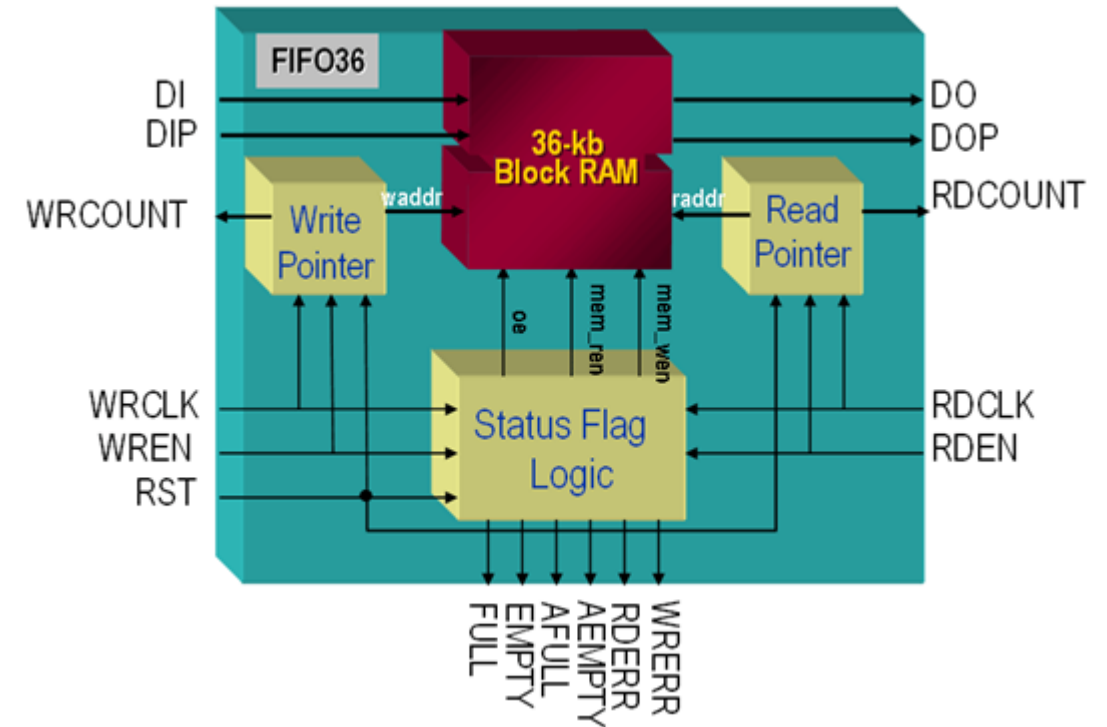 FIFO36
DI
DIP
36-kb
Block RAM
DO
DOP
WRCOUNT
Write
Pointer
waddr
raddr
Read
Pointer
RDCOUNT
oe
mem_ren
mem_wen
WRCLK
WREN
RST
Status Flag
Logic
RDCLK
RDEN
FULL
EMPTY
AFULL
AEMPTY
RDERR
WRERR